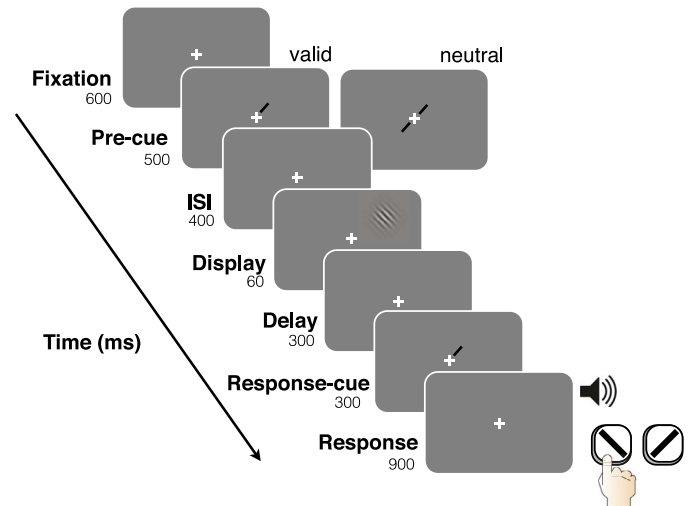 valid
neutral
Fixation
600
Pre-cue
500
ISI
400
Display
60
Delay
300
Time (ms)
Response-cue
300
Response
900